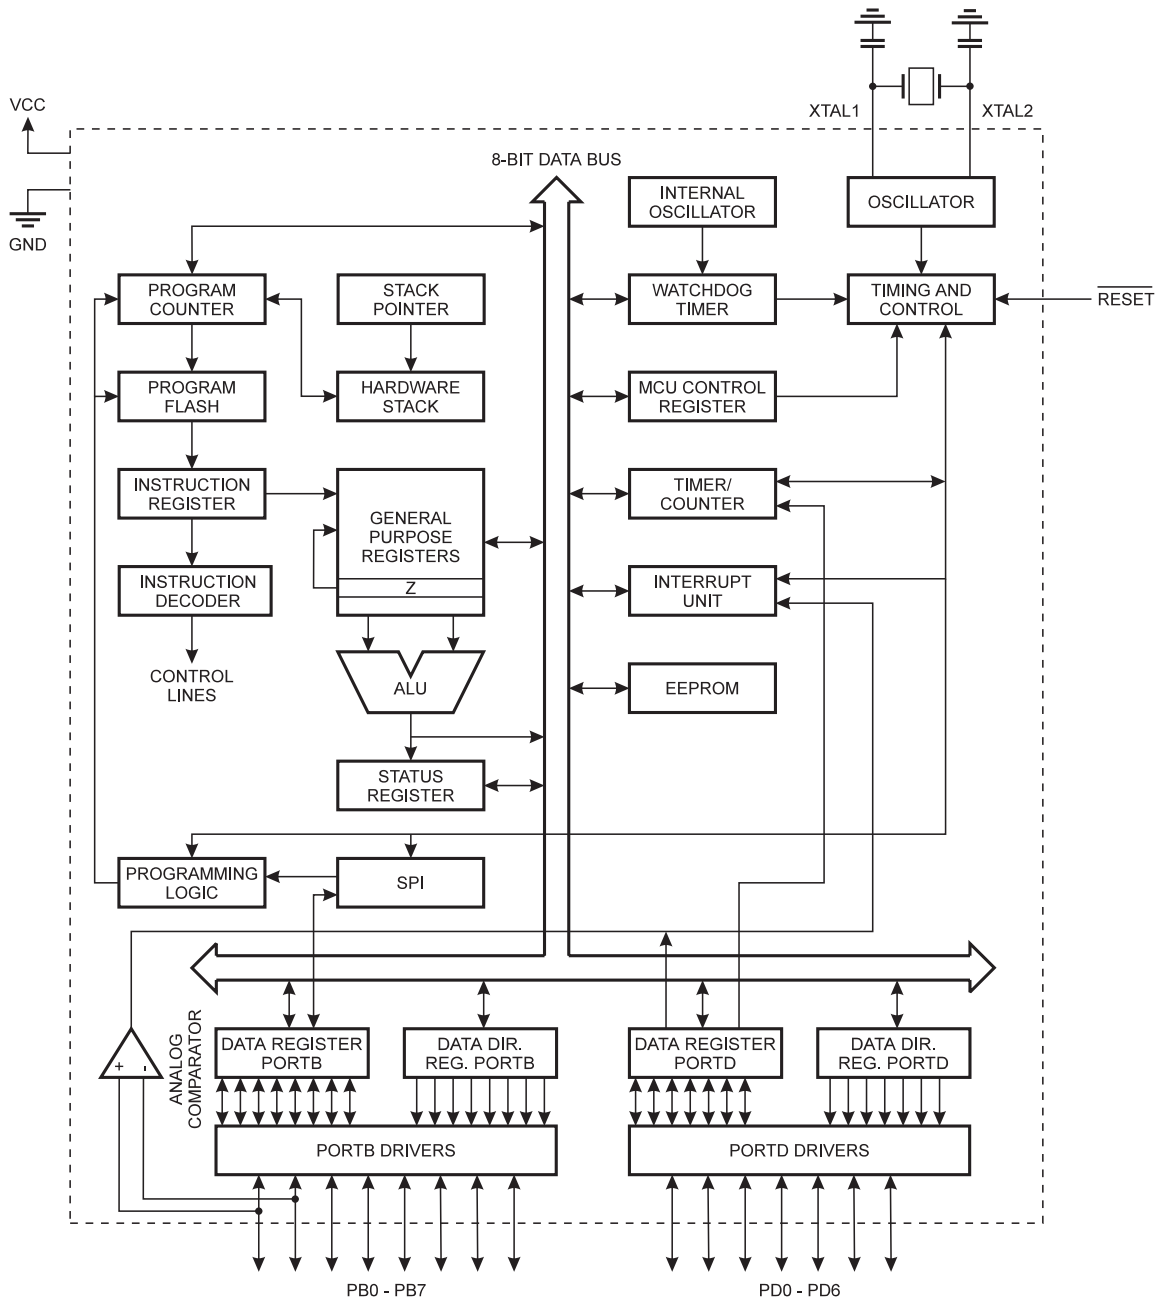 XTAL1
XTAL2
VCC
8-BIT DATA BUS
INTERNAL
OSCILLATOR
OSCILLATOR
GND
PROGRAM
COUNTER
STACK
POINTER
WATCHDOG
TIMER
TIMING AND
CONTROL
RESET
PROGRAM
FLASH
HARDWARE
STACK
MCU CONTROL
REGISTER
INSTRUCTION
REGISTER
GENERAL
PURPOSE
REGISTERS
Z
TIMER/
COUNTER
INSTRUCTION
DECODER
INTERRUPT
UNIT
CONTROL
LINES
ALU
EEPROM
STATUS
REGISTER
PROGRAMMING
LOGIC
SPI
+
-
ANALOG
COMPARATOR
DATA REGISTER
PORTB
DATA DIR.
REG. PORTB
DATA REGISTER
PORTD
DATA DIR.
REG. PORTD
PORTB DRIVERS
PORTD DRIVERS
PB0 - PB7
PD0 - PD6